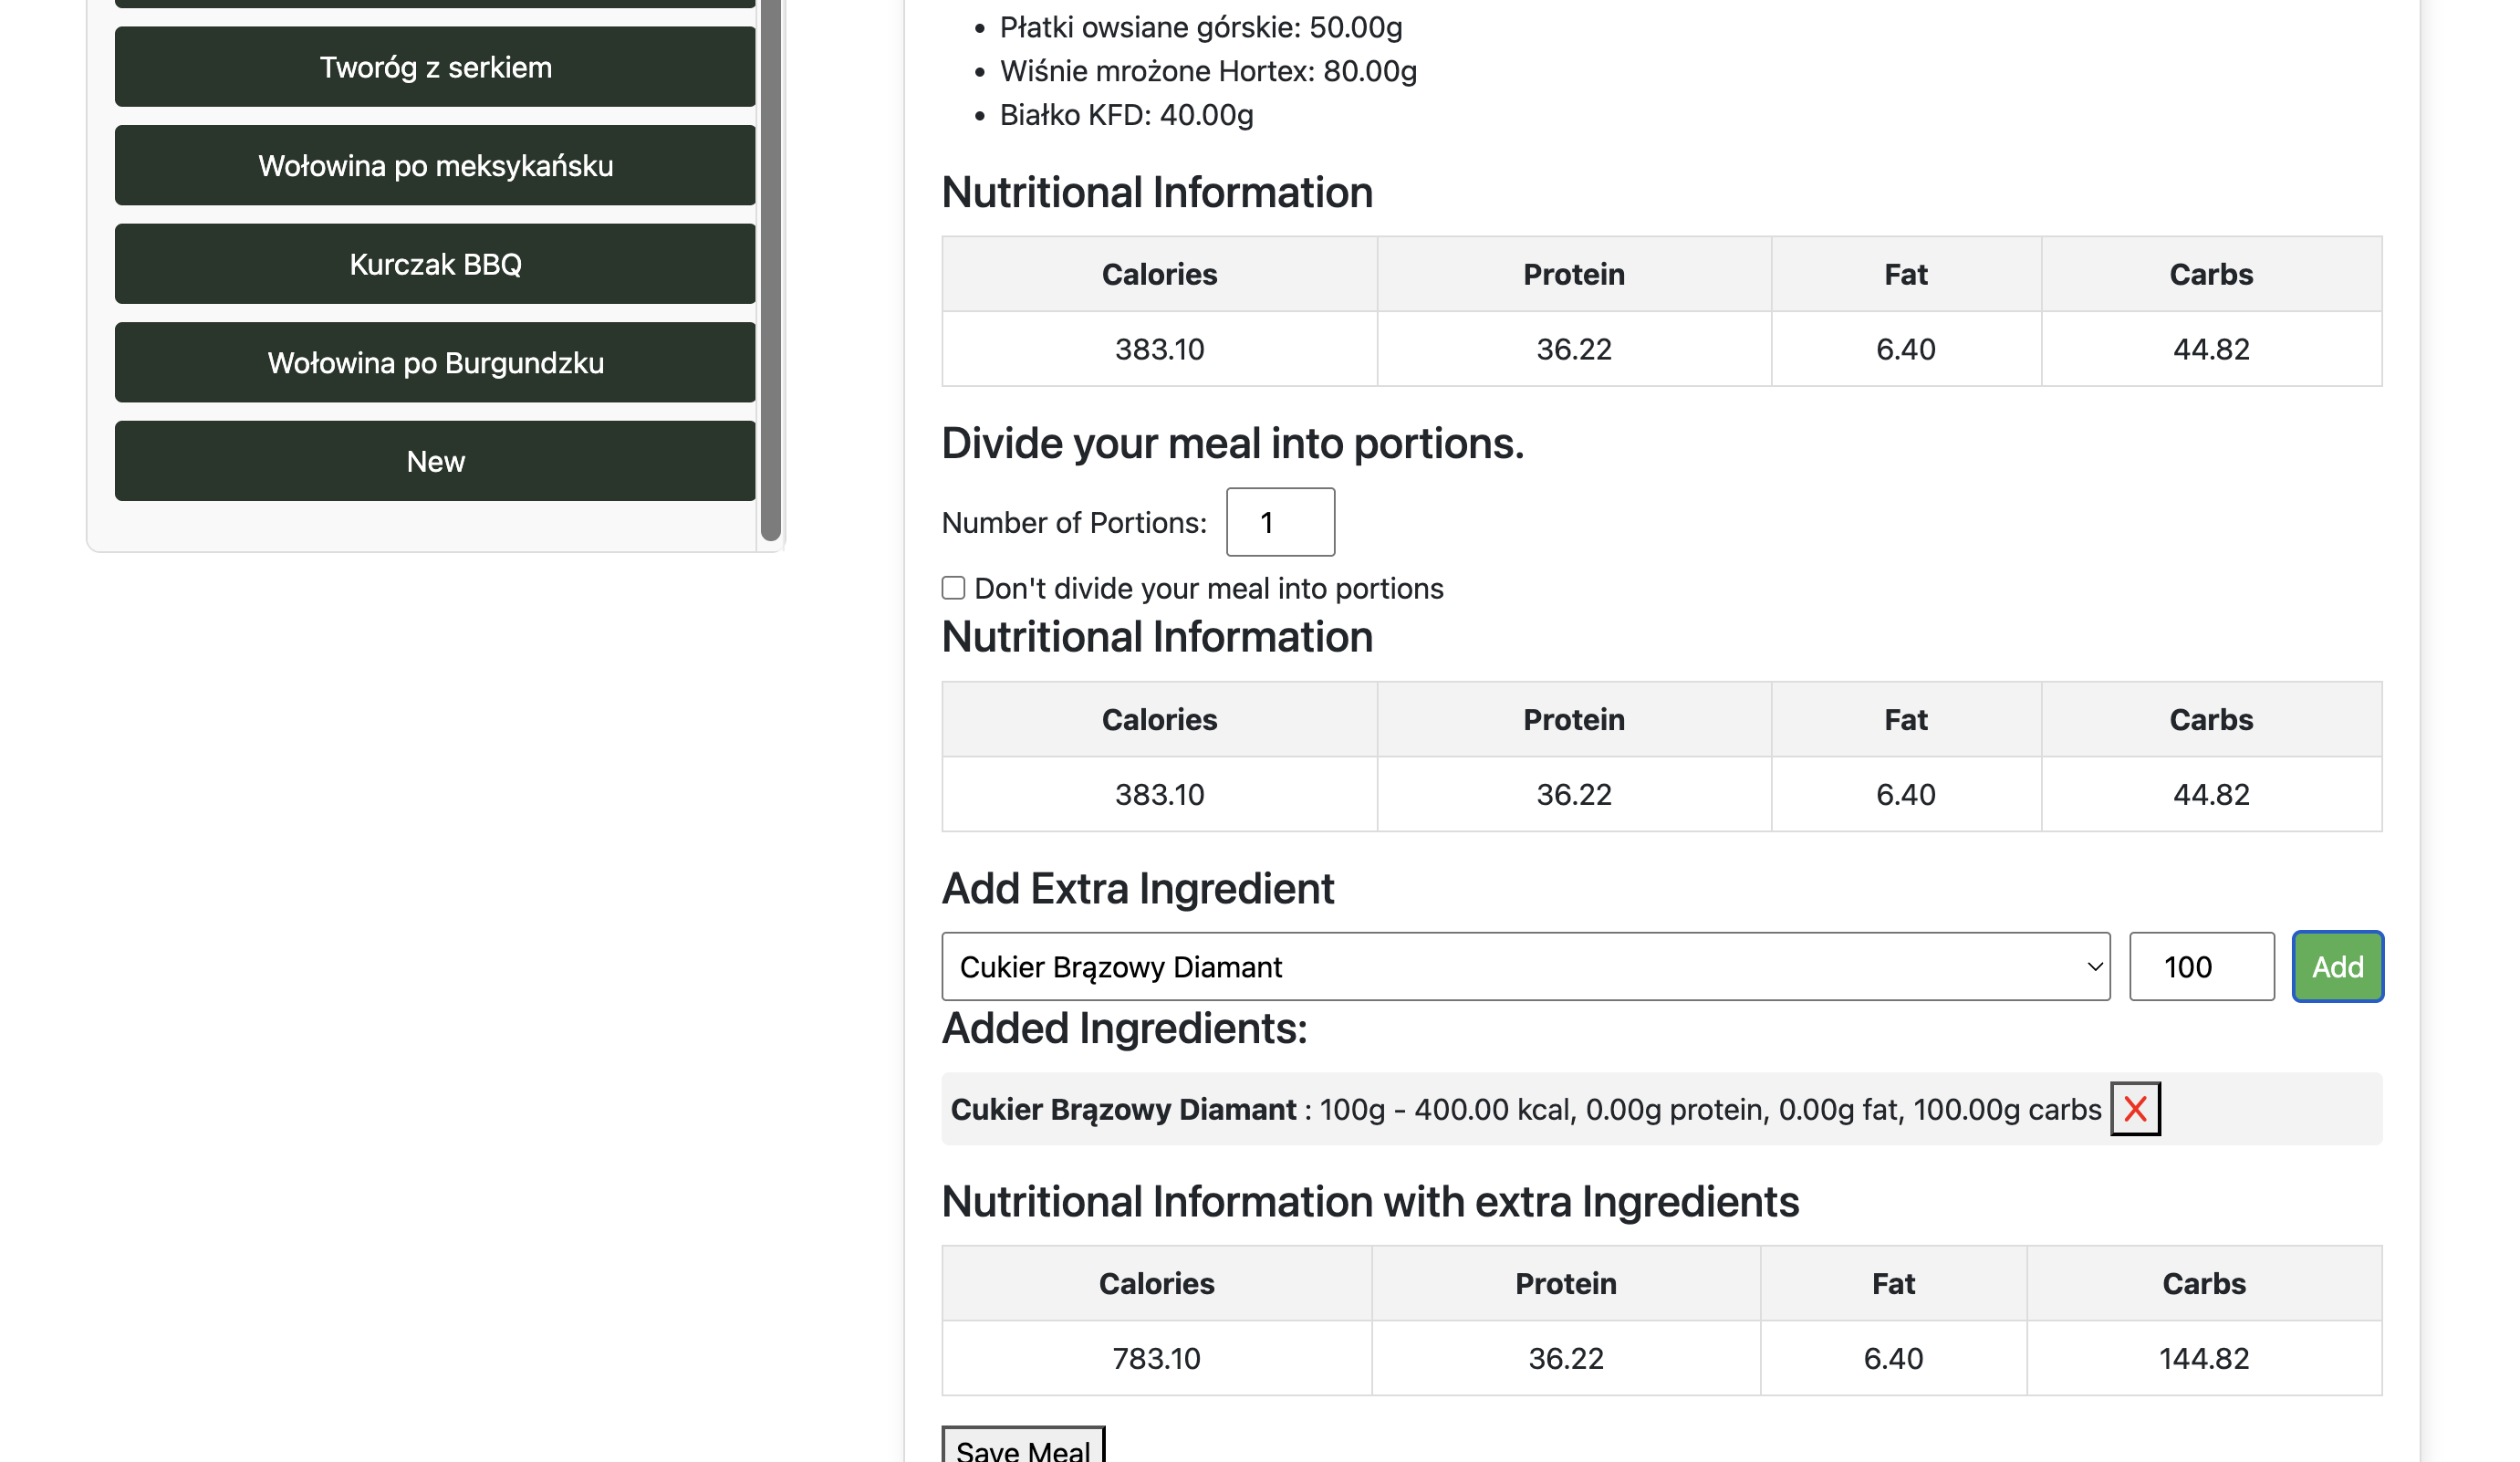 Tworóg z serkiem
Wołowina po meksykańsku
Kurczak BBQ
Wołowina po Burgundzku
New
Płatki owsiane górskie: 50.00g
Wiśnie mrożone Hortex: 80.00g
Białko KFD: 40.00g
Nutritional Information
Calories Protein Fat Carbs
383.10 36.22 6.40 44.82
Divide your meal into portions.
Number of Portions: 1
Don't divide your meal into portions
Nutritional Information
Calories Protein Fat Carbs
383.10 36.22 6.40 44.82
Add Extra Ingredient
Cukier Brązowy Diamant 100 Add
Added Ingredients:
Cukier Brązowy Diamant : 100g - 400.00 kcal, 0.00g protein, 0.00g fat, 100.00g carbs
Nutritional Information with extra Ingredients
Calories Protein Fat Carbs
783.10 36.22 6.40 144.82
Save Meal